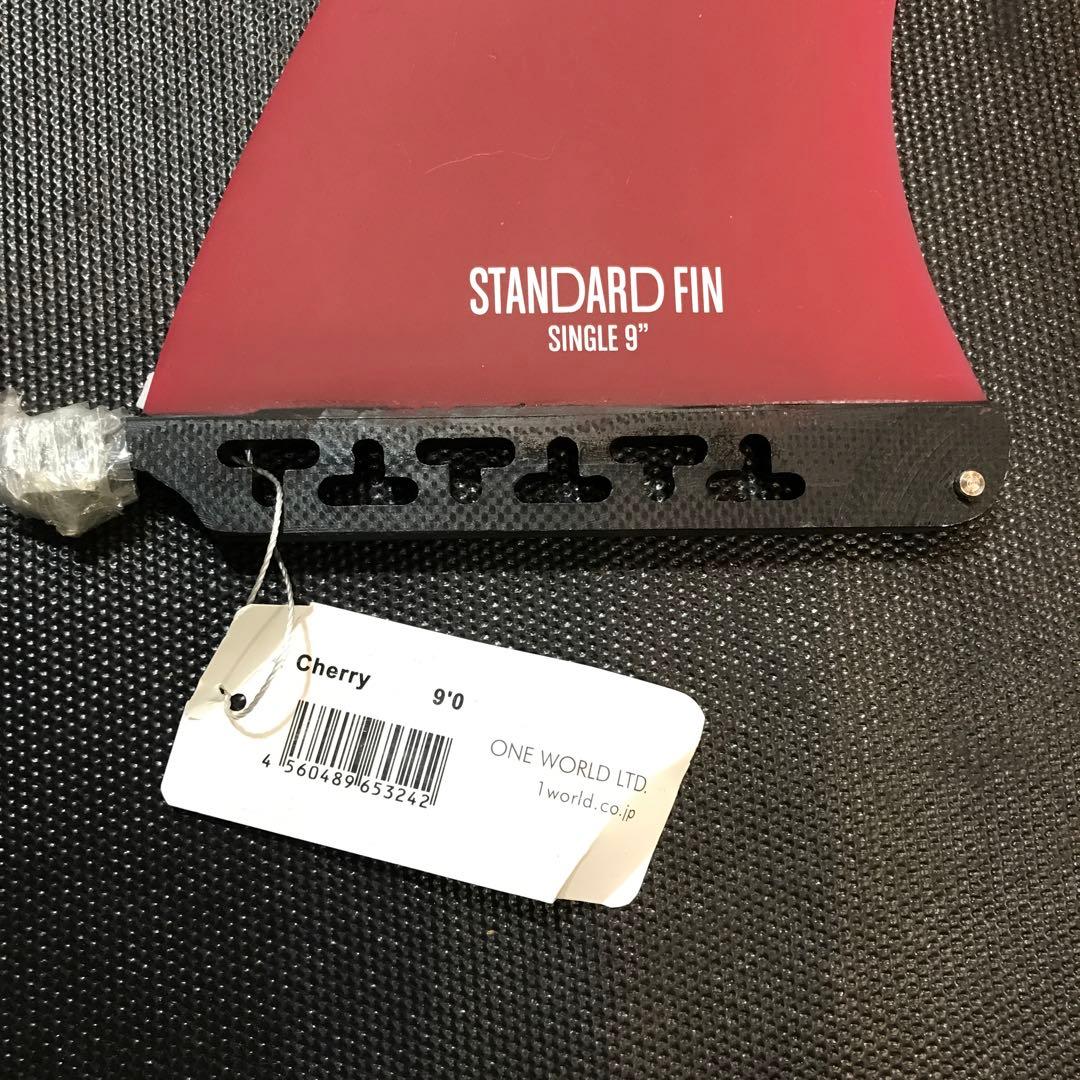 STANDARD FIN
SINGLE 9”
Cherry 9'0
4 560489 653242
ONE WORLD LTD.
1world.co.jp